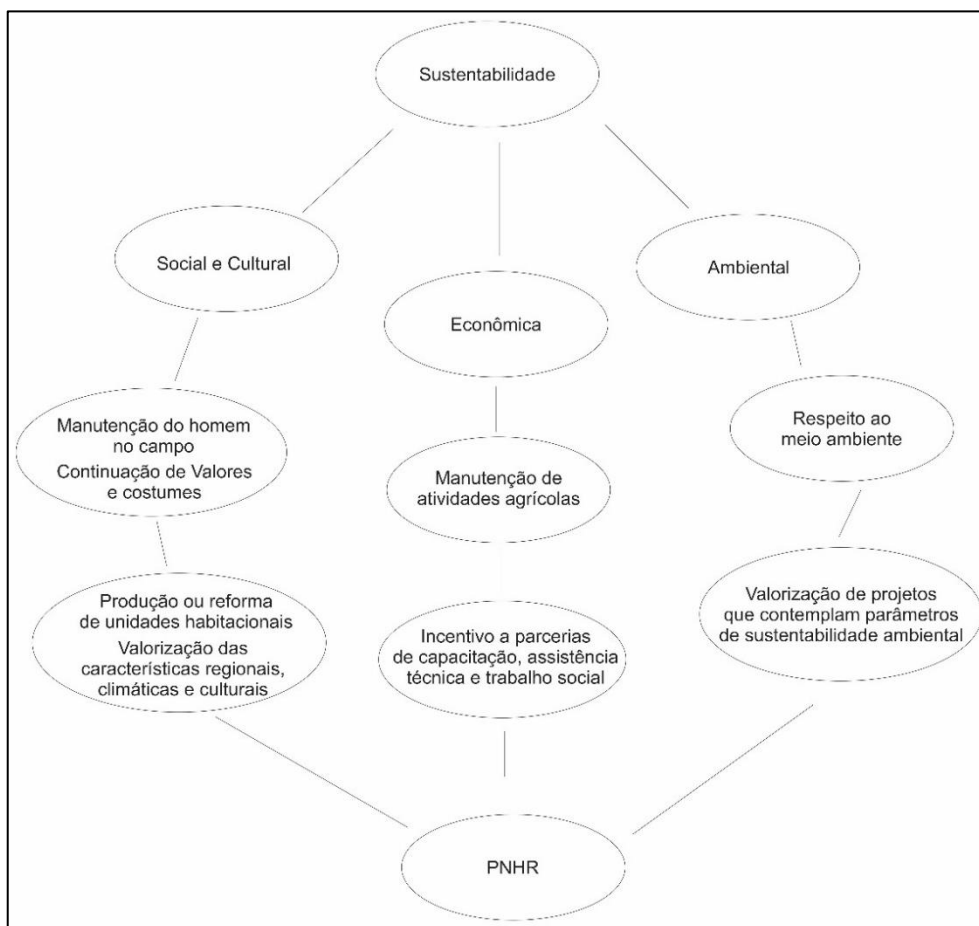 Sustentabilidade
Social e Cultural
Econômica
Ambiental
Manutenção do homem
no campo
Continuação de Valores
e costumes
Manutenção de
atividades agrícolas
Respeito ao
meio ambiente
Produção ou reforma
de unidades habitacionais
Valorização das
características regionais,
climáticas e culturais
Incentivo a parcerias
de capacitação, assistência
técnica e trabalho social
Valorização de projetos
que contemplam parâmetros
de sustentabilidade ambiental
PNHR